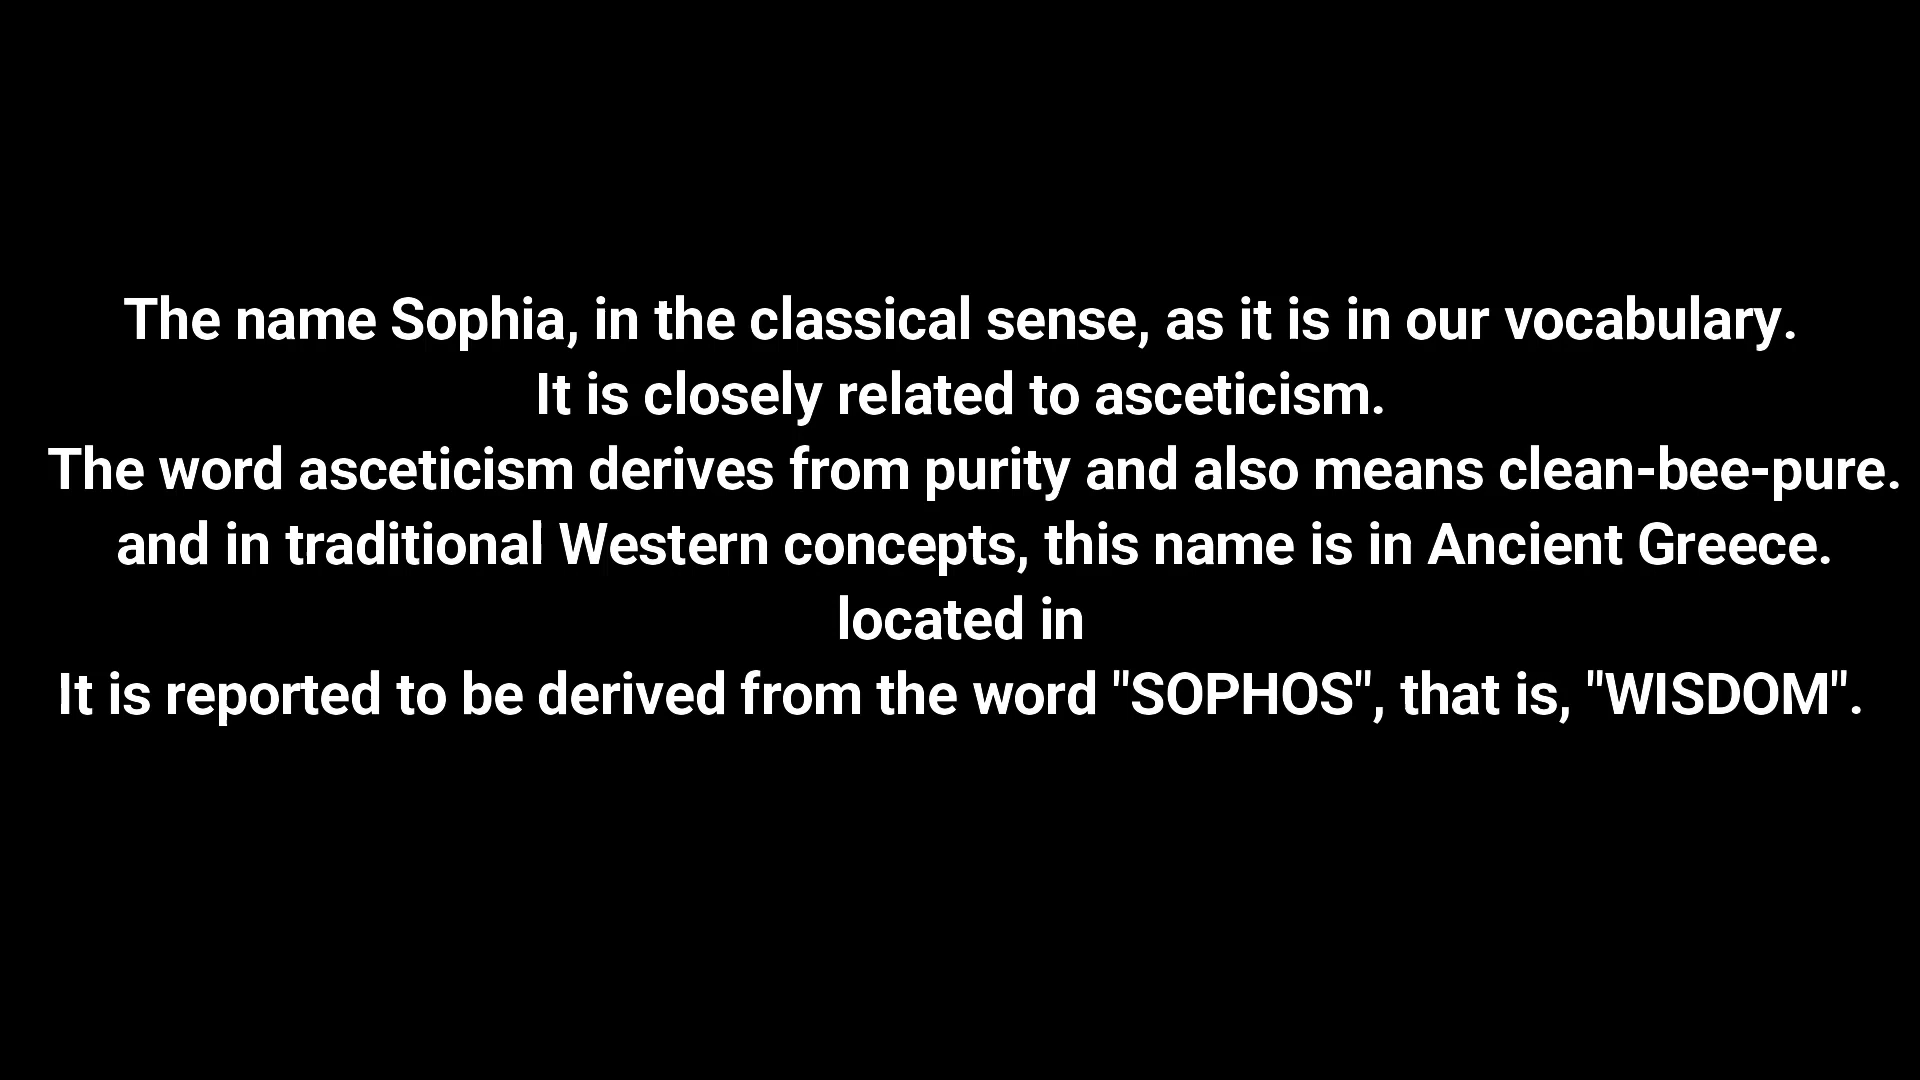 The name Sophia, in the classical sense, as it is in our vocabulary.
It is closely related to asceticism.
The word asceticism derives from purity and also means clean-bee-pure.
and in traditional Western concepts, this name is in Ancient Greece.
located in
It is reported to be derived from the word "SOPHOS", that is, "WISDOM".